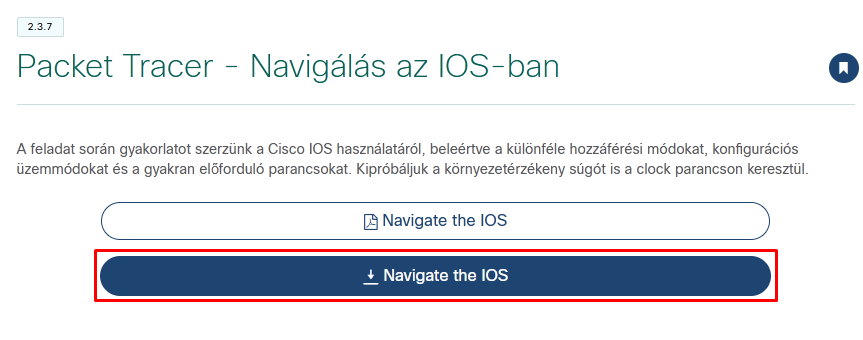 2.3.7
Packet Tracer - Navigálás az IOS-ban
A feladat során gyakorlatot szerzünk a Cisco IOS használatáról, beleértve a különféle hozzáférési módokat, konfigurációs
üzemmódokat és a gyakran előforduló parancsokat. Kipróbáljuk a környezetérzékeny súgót is a clock parancson keresztül.
Navigate the IOS
Navigate the IOS